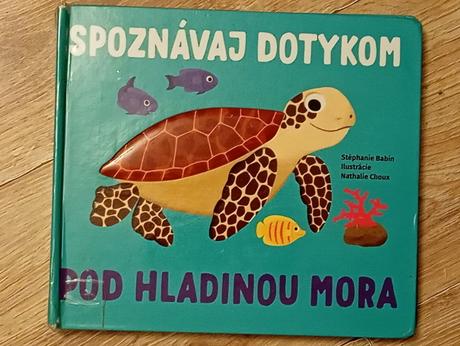 SPOZNÁVAJ DOTYKOM
Stéphanie Babin
Ilustrácie
Nathalie Choux
POD HLADINOU MORA